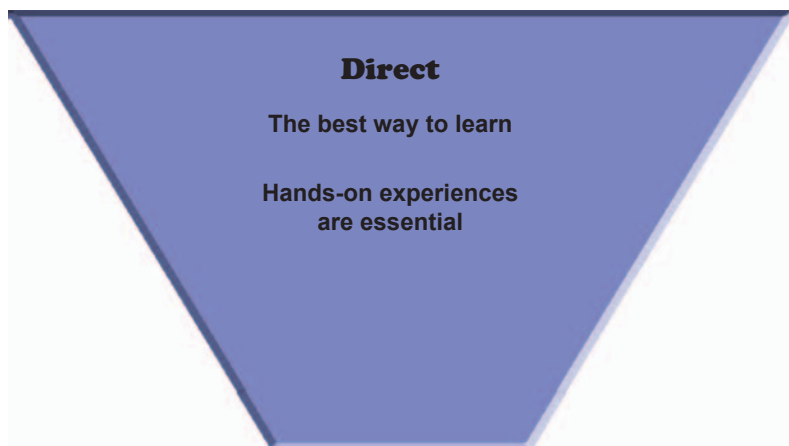 Direct
The best way to learn
Hands-on experiences
are essential